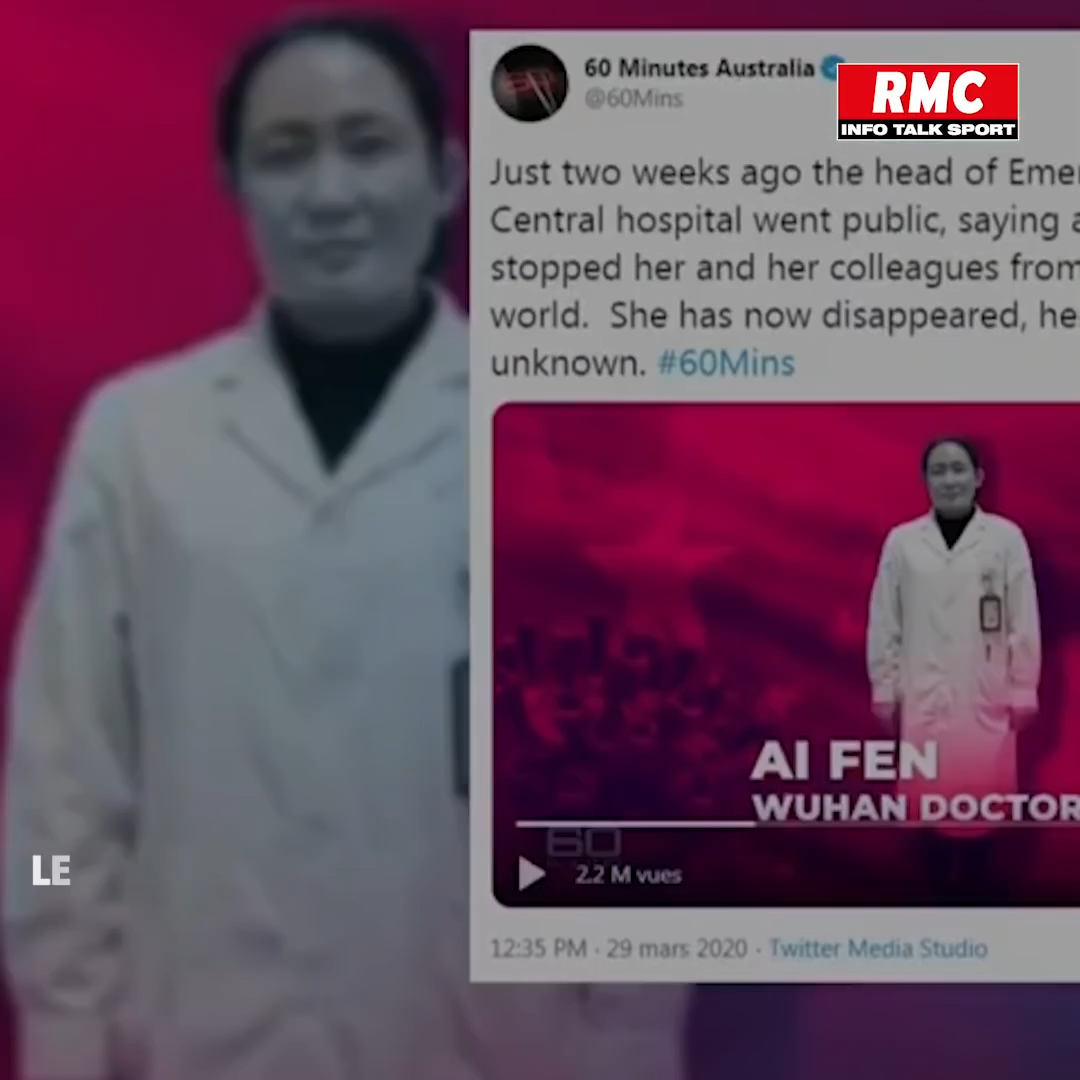 60 Minutes Australia
@60Mins
RMC
INFO TALK SPORT
Just two weeks ago the head of
Central hospital went public, saying
stopped her and her colleagues from
world. She has now disappeared,
unknown. #60Mins
AI FEN
WUHAN DOCTOR
60
2.2 M vues
12:35 PM · 29 mars 2020 · Twitter Media Studio
LE